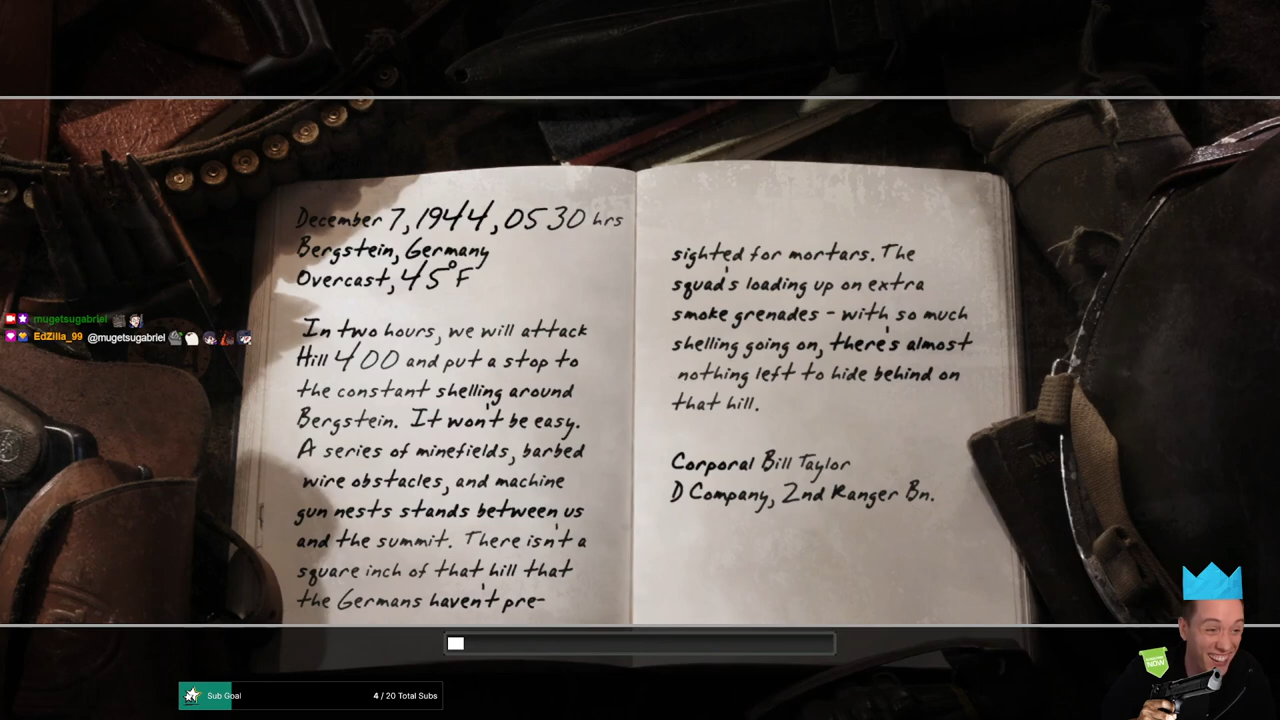 December 7, 1944, 0530 hrs
Bergstein, Germany
Overcast, 45°F
In two hours, we will attack
Hill 400 and put a stop to
the constant shelling around
Bergstein. It won't be easy.
A series of minefields, barbed
wire obstacles, and machine
gun nests stands between us
and the summit. There isn't a
square inch of that hill that
the Germans haven't pre-
sighted for mortars. The
squad's loading up on extra
smoke grenades - with so much
shelling going on, there's almost
nothing left to hide behind on
that hill.
Corporal Bill Taylor
D Company, 2nd Ranger Bn.
mugetsugabriel
EdZilla_99 @mugetsugabriel
Sub Goal 4 / 20 Total Subs
NOW